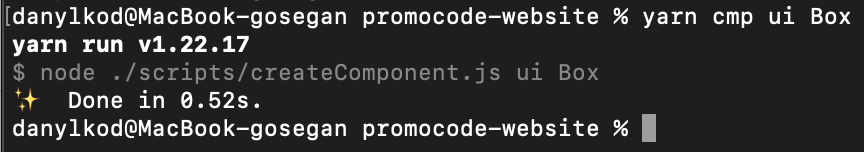 [danylkod@MacBook-gosegan promocode-website % yarn cmp ui Box
yarn run v1.22.17
$ node ./scripts/createComponent.js ui Box
✨  Done in 0.52s.
danylkod@MacBook-gosegan promocode-website %